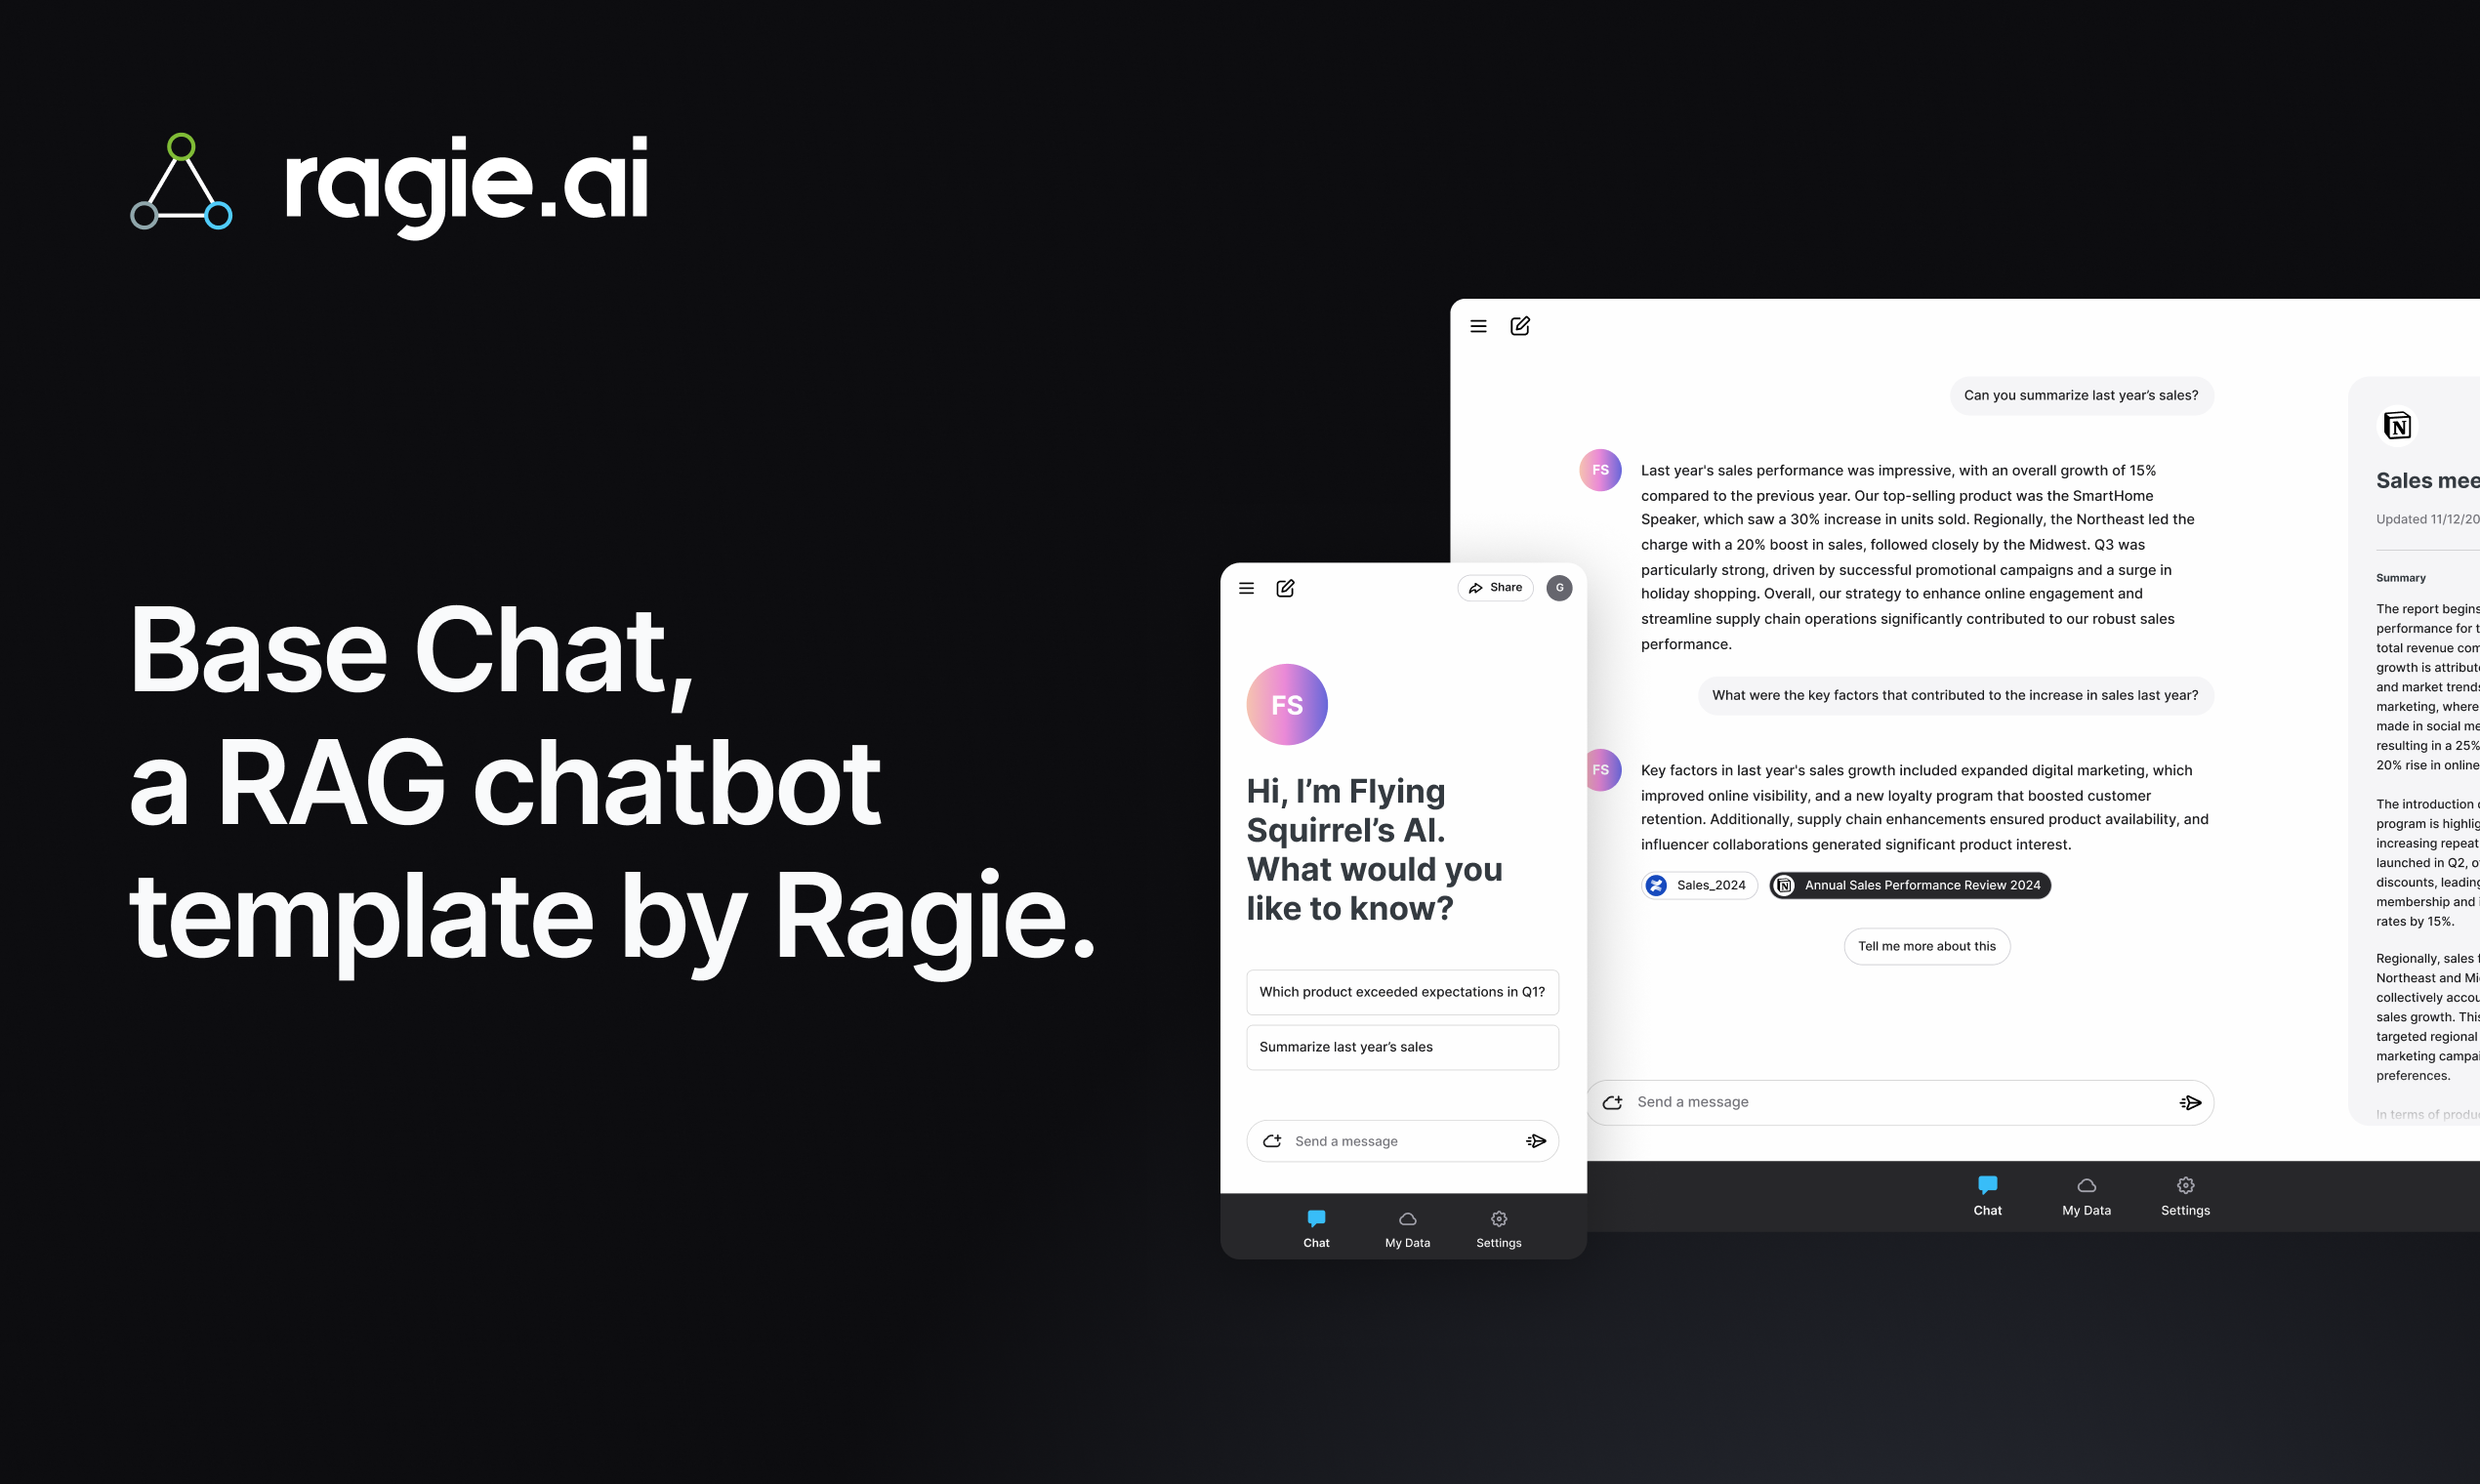 ragie.ai
Base Chat,
a RAG chatbot
template by Ragie.
Share
G
FS
Hi, I’m Flying
Squirrel’s AI.
What would you
like to know?
Which product exceeded expectations in Q1?
Summarize last year’s sales
Send a message
Chat
My Data
Settings
Can you summarize last year’s sales?
FS
Last year's sales performance was impressive, with an overall growth of 15%
compared to the previous year. Our top-selling product was the SmartHome
Speaker, which saw a 30% increase in units sold. Regionally, the Northeast led the
charge with a 20% boost in sales, followed closely by the Midwest. Q3 was
particularly strong, driven by successful promotional campaigns and a surge in
holiday shopping. Overall, our strategy to enhance online engagement and
streamline supply chain operations significantly contributed to our robust sales
performance.
What were the key factors that contributed to the increase in sales last year?
FS
Key factors in last year's sales growth included expanded digital marketing, which
improved online visibility, and a new loyalty program that boosted customer
retention. Additionally, supply chain enhancements ensured product availability, and
influencer collaborations generated significant product interest.
Sales_2024
N
Annual Sales Performance Review 2024
Tell me more about this
Send a message
Chat
My Data
Settings
N
Sales mee
Updated 11/12/20
Summary
The report begins
performance for t
total revenue com
growth is attribute
and market trends
marketing, where
made in social me
resulting in a 25%
20% rise in online
The introduction o
program is highlig
increasing repeat
launched in Q2, o
discounts, leading
membership and i
rates by 15%.
Regionally, sales f
Northeast and Mi
collectively accou
sales growth. This
targeted regional
marketing campai
preferences.
In terms of produ